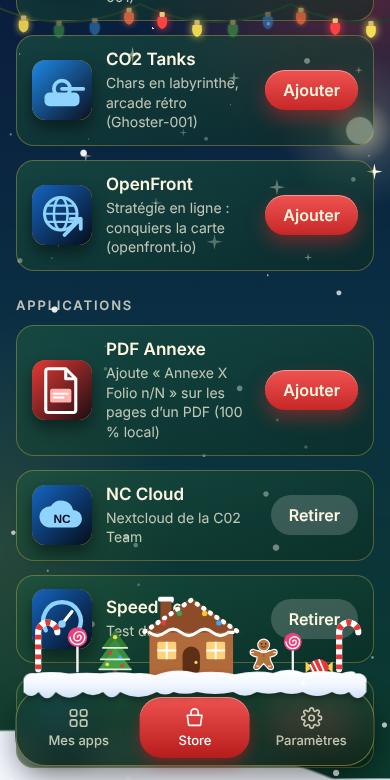 CO2 Tanks
Chars en labyrinthe,
arcade rétro
(Ghoster-001)
Ajouter
OpenFront
Stratégie en ligne :
conquiers la carte
(openfront.io)
Ajouter
APPLICATIONS
PDF Annexe
Ajoute « Annexe X
Folio n/N » sur les
pages d'un PDF (100
% local)
Ajouter
NC
NC Cloud
Nextcloud de la C02
Team
Retirer
Speed
Test
Retirer
Mes apps
Store
Paramètres